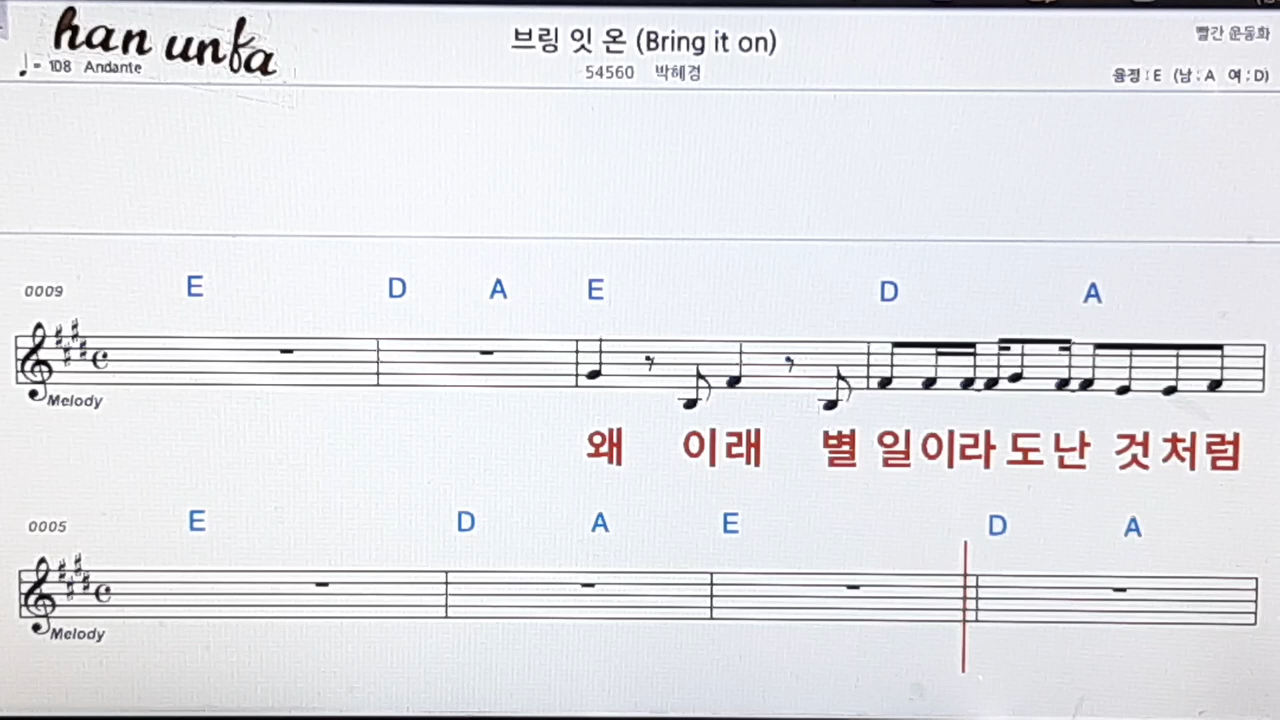 han unfa
브링 잇 온 (Bring it on)
빨간 운동화
♩= 108 Andante
54560 박혜경
음정 : E (남 : A 여 : D)
0009 E D A E D A
Melody
왜 이래 별 일이라 도난 것처럼
0005 E D A E D A
Melody